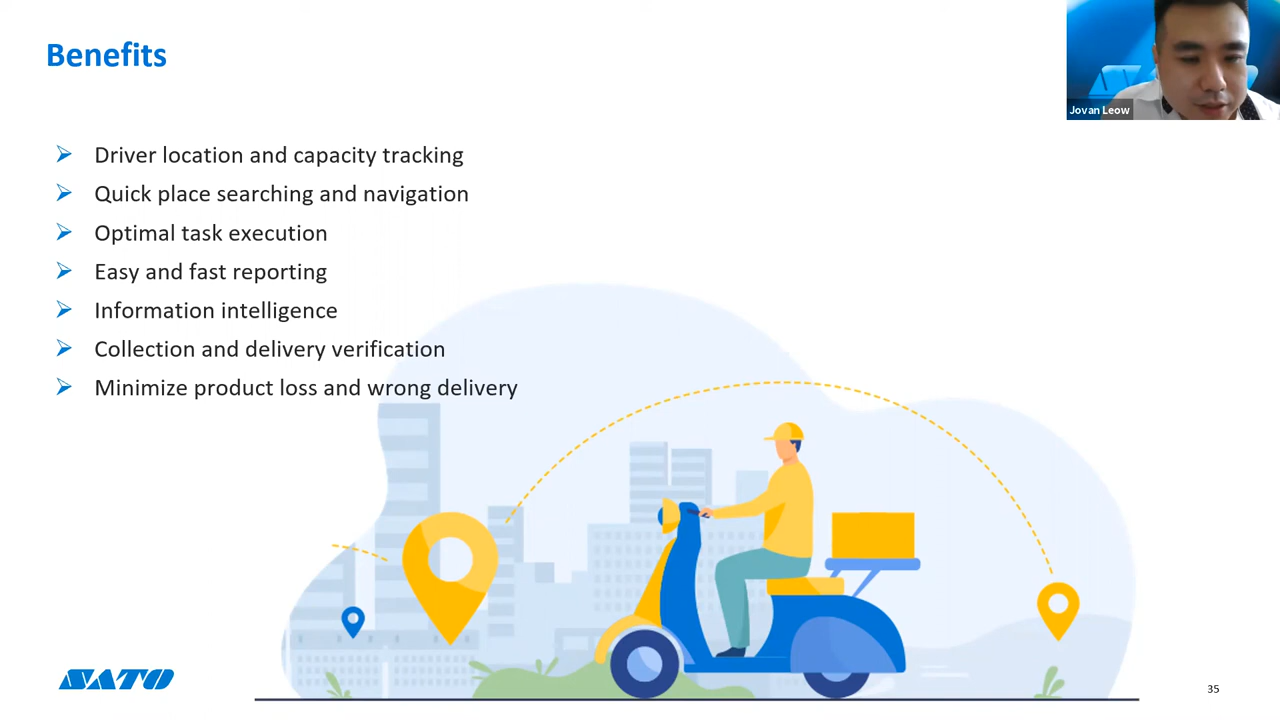 Benefits
Jovan Leow
Driver location and capacity tracking
Quick place searching and navigation
Optimal task execution
Easy and fast reporting
Information intelligence
Collection and delivery verification
Minimize product loss and wrong delivery
SATO
35